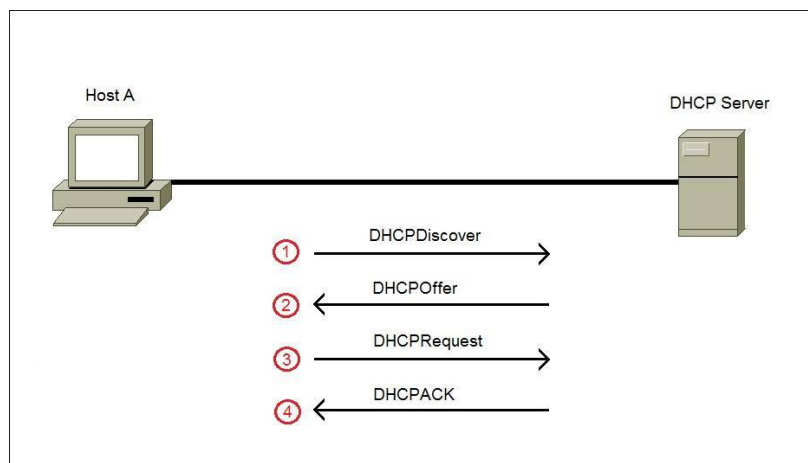 Host A
DHCP Server
1 DHCPDiscover
2 DHCPOffer
3 DHCPRequest
4 DHCPACK